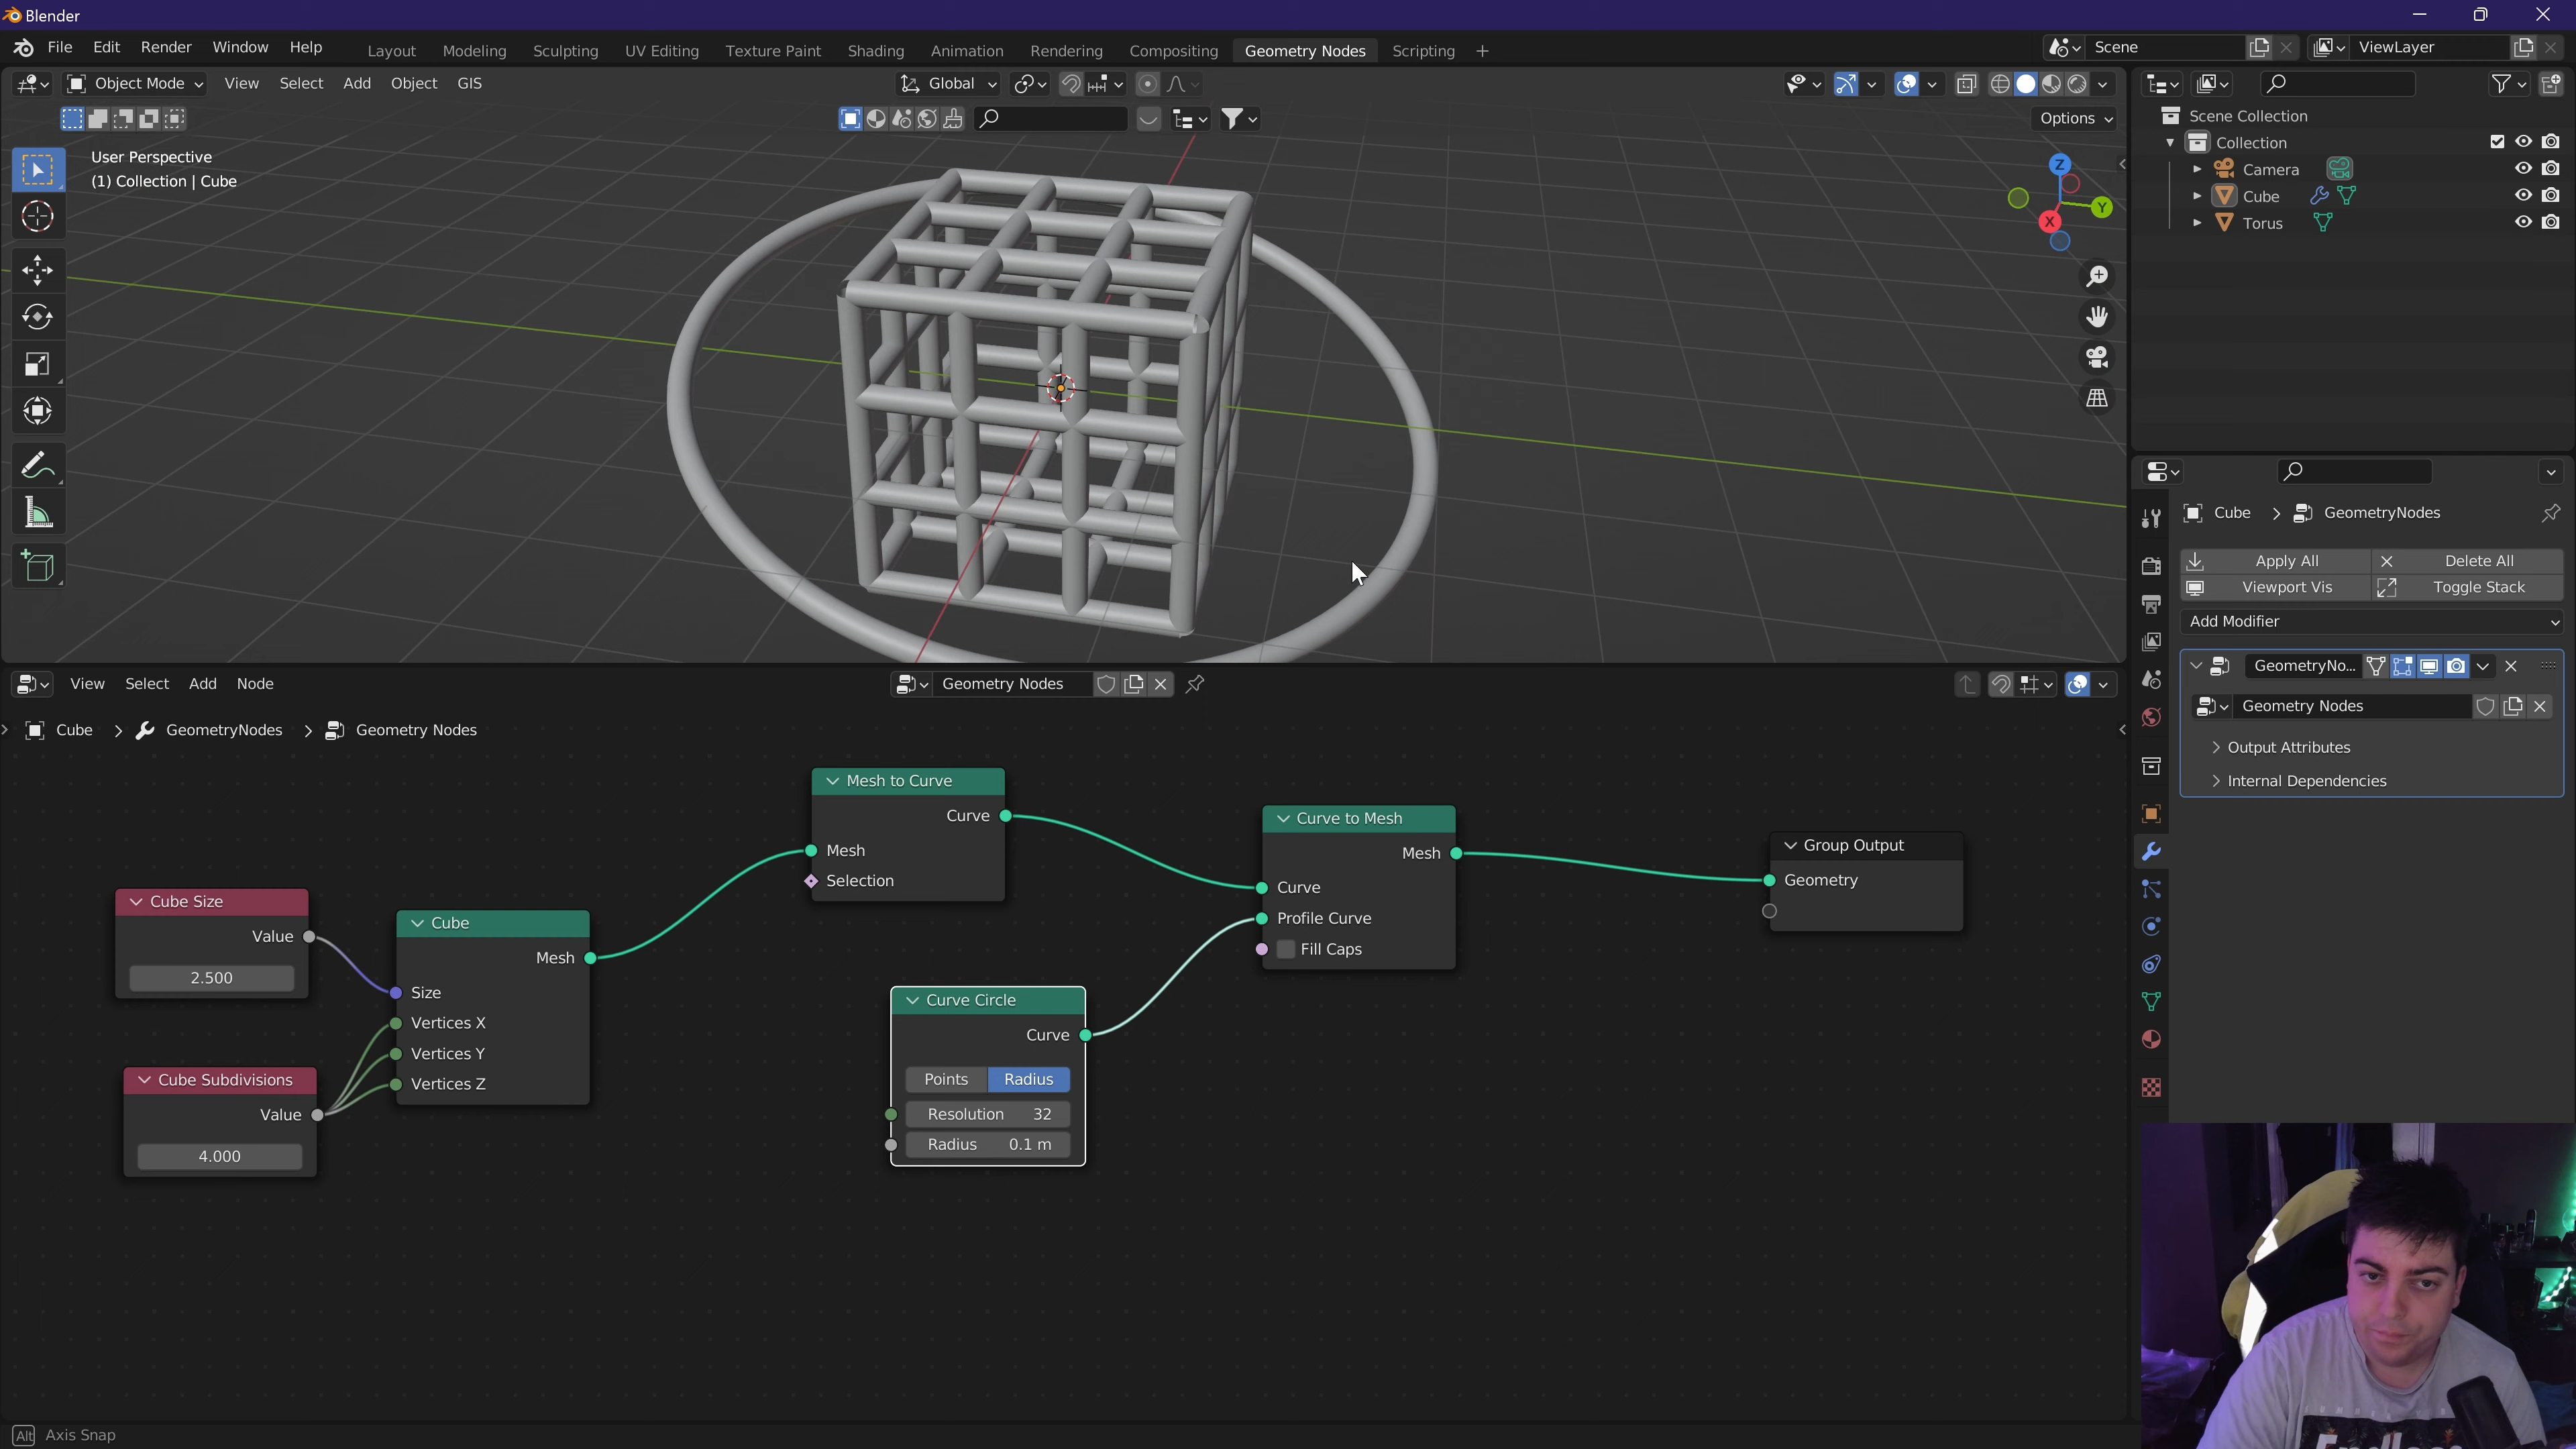 Blender
File Edit Render Window Help
Layout Modeling Sculpting UV Editing Texture Paint Shading Animation Rendering Compositing Geometry Nodes Scripting +
Scene
ViewLayer
Object Mode View Select Add Object GIS
Global
Options
User Perspective
(1) Collection | Cube
Z
Y
X
Scene Collection
Collection
Camera
Cube
Torus
Cube > GeometryNodes
Apply All
Delete All
Viewport Vis
Toggle Stack
Add Modifier
GeometryNo...
Geometry Nodes
Output Attributes
Internal Dependencies
View Select Add Node
Geometry Nodes
Cube > GeometryNodes > Geometry Nodes
Cube Size
Value
2.500
Cube Subdivisions
Value
4.000
Cube
Mesh
Size
Vertices X
Vertices Y
Vertices Z
Mesh to Curve
Curve
Mesh
Selection
Curve Circle
Curve
Points Radius
Resolution 32
Radius 0.1 m
Curve to Mesh
Mesh
Curve
Profile Curve
Fill Caps
Group Output
Geometry
Alt Axis Snap